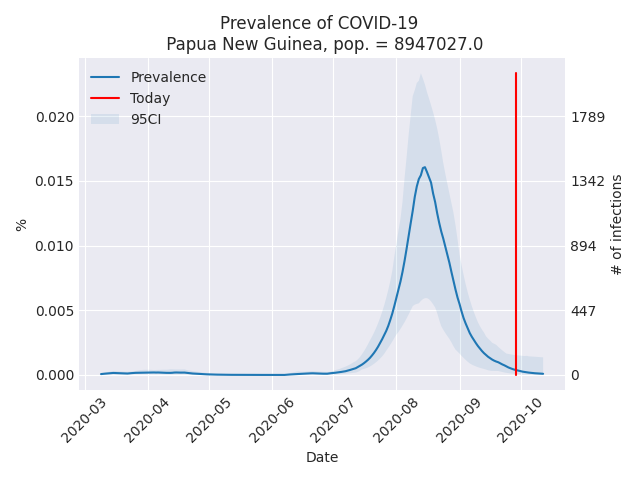 Prevalence of COVID-19
Papua New Guinea, pop. = 8947027.0
Prevalence
Today
95CI
0.020
0.015
0.010
0.005
0.000
%
1789
1342
894
447
0
# of infections
2020-03
2020-04
2020-05
2020-06
2020-07
2020-08
2020-09
2020-10
Date